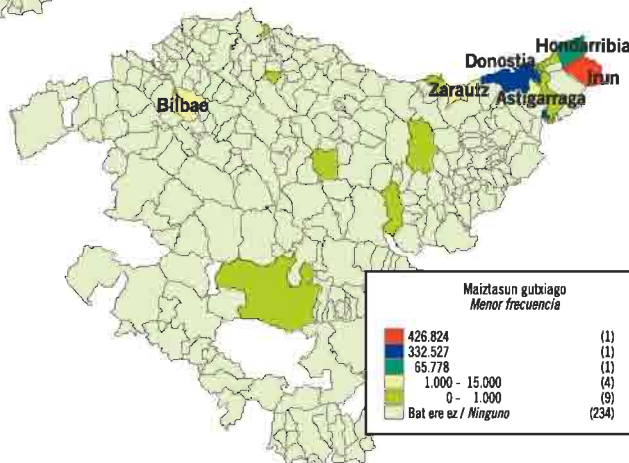 Hondarribia
Donostia
Irun
Zarautz
Astigarraga
Bilbao
Maiztasun gutxiago
Menor frecuencia
426.824 (1)
332.527 (1)
65.778 (1)
1.000 - 15.000 (4)
0 - 1.000 (9)
Bat ere ez / Ninguno (234)